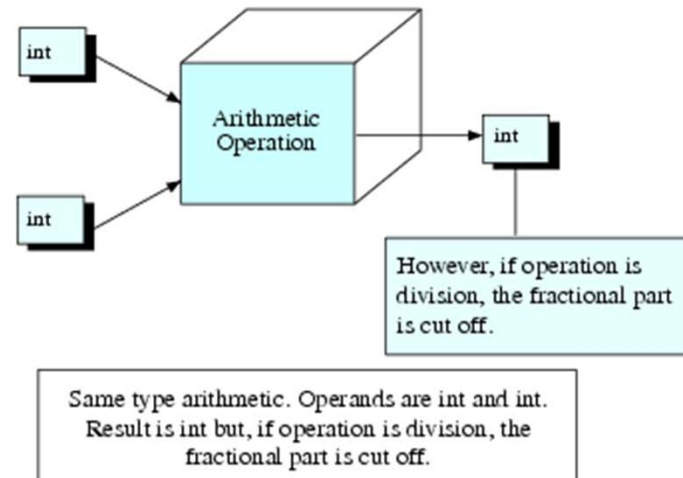 int
Arithmetic
Operation
int
int
However, if operation is
division, the fractional part
is cut off.
Same type arithmetic. Operands are int and int.
Result is int but, if operation is division, the
fractional part is cut off.